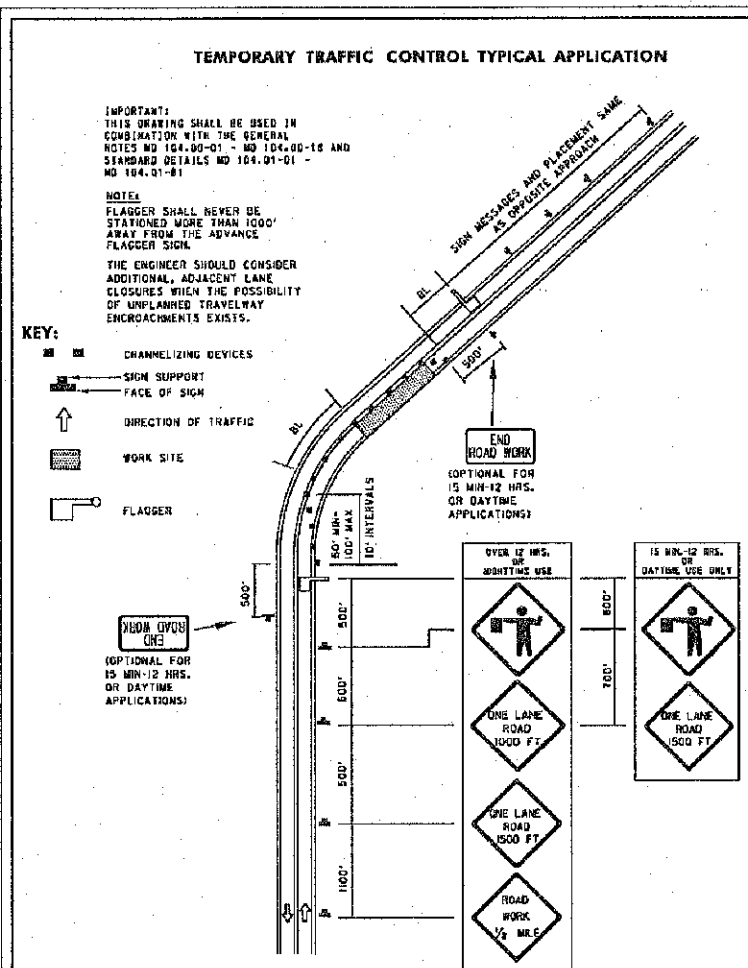 TEMPORARY TRAFFIC CONTROL TYPICAL APPLICATION
IMPORTANT:
THIS DRAWING SHALL BE USED IN
COMBINATION WITH THE GENERAL
NOTES MD 104.00-01 - MD 104.00-18 AND
STANDARD DETAILS MD 104.01-01 -
MD 104.01-81
NOTE:
FLAGGER SHALL NEVER BE
STATIONED MORE THAN 1000'
AWAY FROM THE ADVANCE
FLAGGER SIGN.
THE ENGINEER SHOULD CONSIDER
ADDITIONAL, ADJACENT LANE
CLOSURES WHEN THE POSSIBILITY
OF UNPLANNED TRAVELWAY
ENCROACHMENTS EXISTS.
KEY:
CHANNELIZING DEVICES
SIGN SUPPORT
FACE OF SIGN
DIRECTION OF TRAFFIC
WORK SITE
FLAGGER
SIGN MESSAGES AND PLACEMENT SAME
AS OPPOSITE APPROACH
BL
500'
END
ROAD WORK
(OPTIONAL FOR
15 MIN-12 HRS.
OR DAYTIME
APPLICATIONS)
BL
50' MIN-
100' MAX
10' INTERVALS
500'
END
ROAD WORK
(OPTIONAL FOR
15 MIN-12 HRS.
OR DAYTIME
APPLICATIONS)
500'
500'
1100'
OVER 12 HRS.
OR
NIGHTTIME USE
ONE LANE
ROAD
1000 FT
ONE LANE
ROAD
1500 FT
ROAD
WORK
1/2 MILE
15 MIN-12 HRS.
OR
DAYTIME USE ONLY
700'
ONE LANE
ROAD
1500 FT